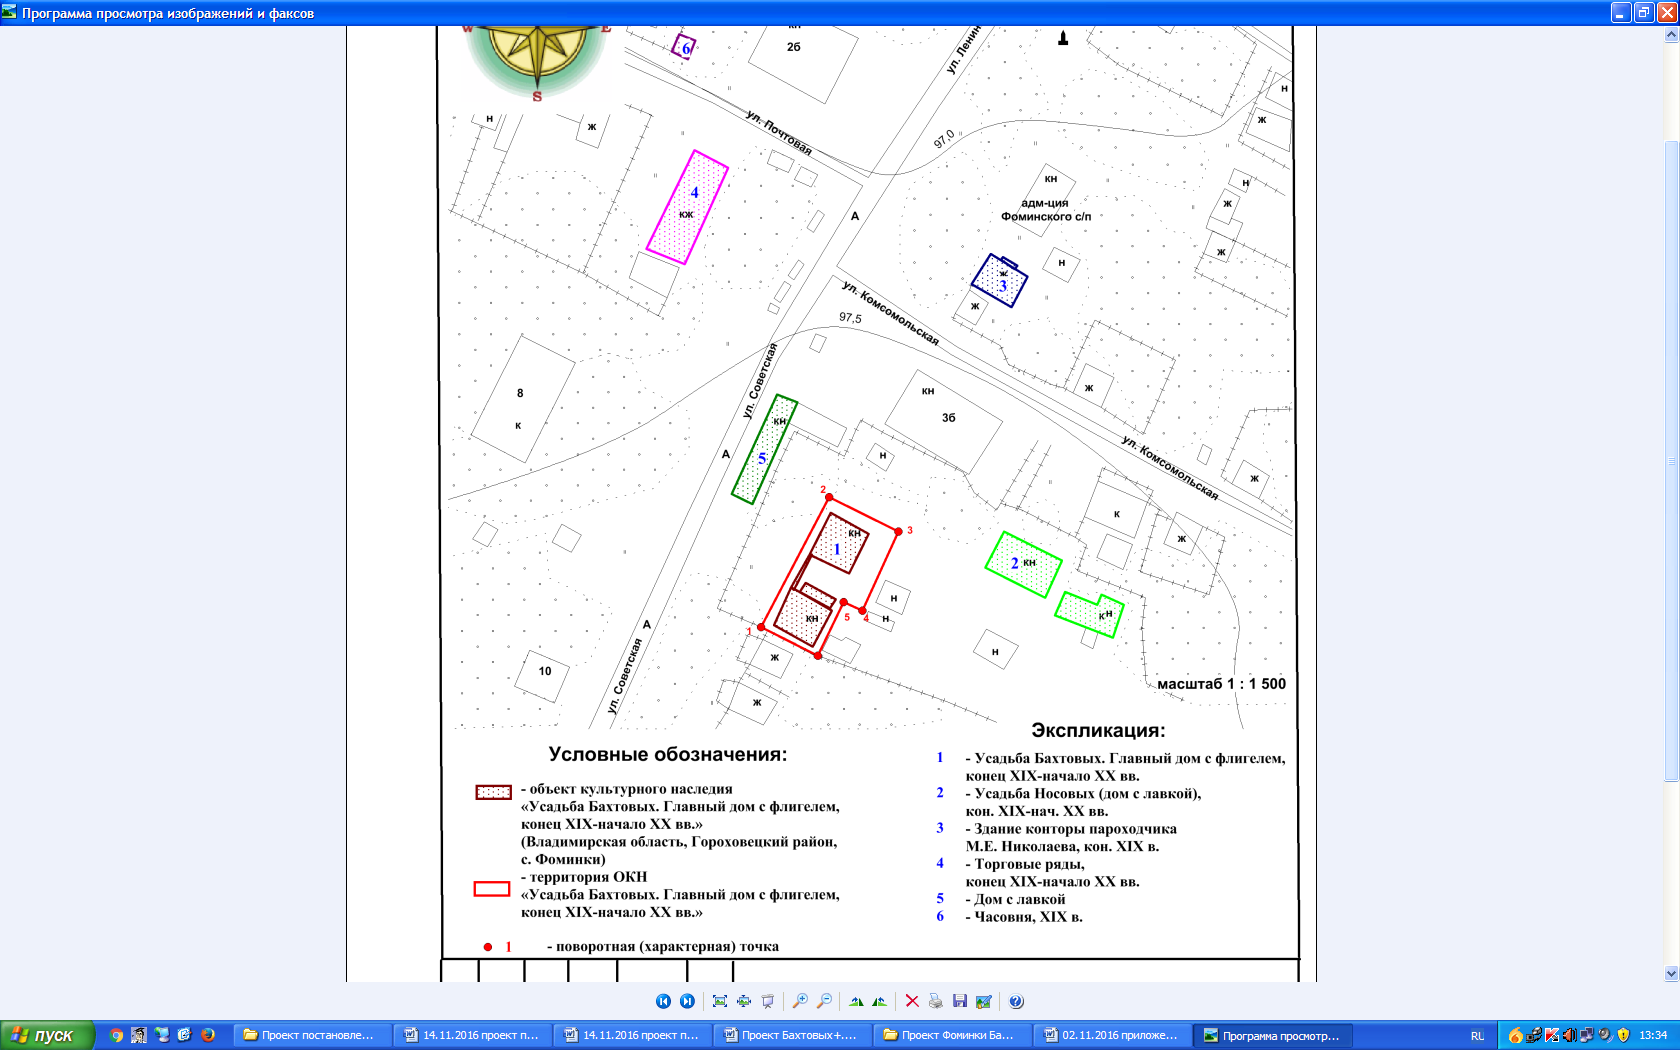 Программа просмотра изображений и факсов
W
E
S
6
кн
2б
ул. Ленин
н
ж
ул. Почтовая
97,0
н
ж
4
кж
А
кн
адм-ция
Фоминского с/п
н
ж
ж
н
ж
3
ж
ул. Комсомольская
97,5
ул. Советская
8
к
кн
3б
ж
кн
5
А
н
ул. Комсомольская
ж
2
3
кн
1
к
ж
2 кн
кн
н
5
4
н
кн
1
А
ж
н
10
ул. Советская
ж
масштаб 1 : 1 500
Условные обозначения:
- объект культурного наследия
«Усадьба Бахтовых. Главный дом с флигелем,
конец XIX-начало XX вв.»
(Владимирская область, Гороховецкий район,
с. Фоминки)
- территория ОКН
«Усадьба Бахтовых. Главный дом с флигелем,
конец XIX-начало XX вв.»
1 - поворотная (характерная) точка
Экспликация:
1 - Усадьба Бахтовых. Главный дом с флигелем,
конец XIX-начало XX вв.
2 - Усадьба Носовых (дом с лавкой),
кон. XIX-нач. XX вв.
3 - Здание конторы пароходчика
М.Е. Николаева, кон. XIX в.
4 - Торговые ряды,
конец XIX-начало XX вв.
5 - Дом с лавкой
6 - Часовня, XIX в.
пуск
Проект постановле...
14.11.2016 проект п...
14.11.2016 проект п...
Проект Бахтовых+....
Проект Фоминки Ба...
02.11.2016 приложе...
Программа просмотр...
RU
13:34